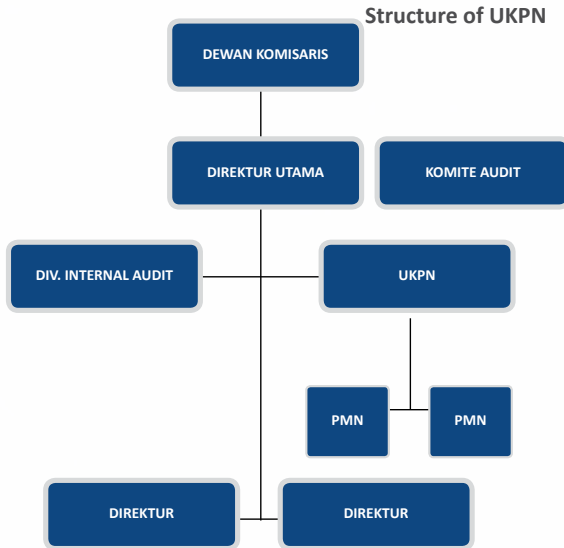 Structure of UKPN
DEWAN KOMISARIS
DIREKTUR UTAMA
KOMITE AUDIT
DIV. INTERNAL AUDIT
UKPN
PMN
PMN
DIREKTUR
DIREKTUR